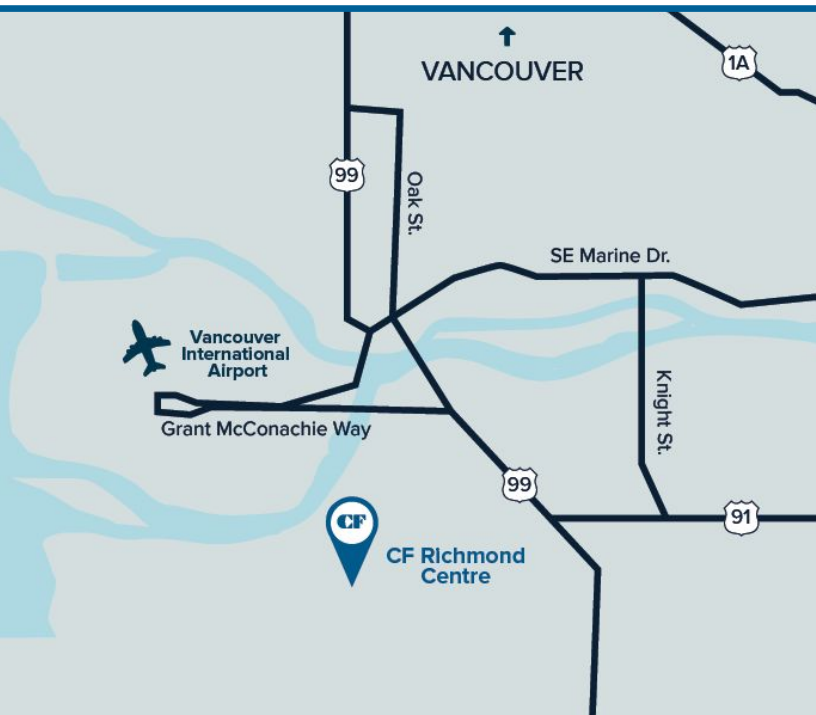 VANCOUVER
1A
99
Oak St.
SE Marine Dr.
Vancouver
International
Airport
Grant McConachie Way
Knight St.
99
91
CF
CF Richmond
Centre